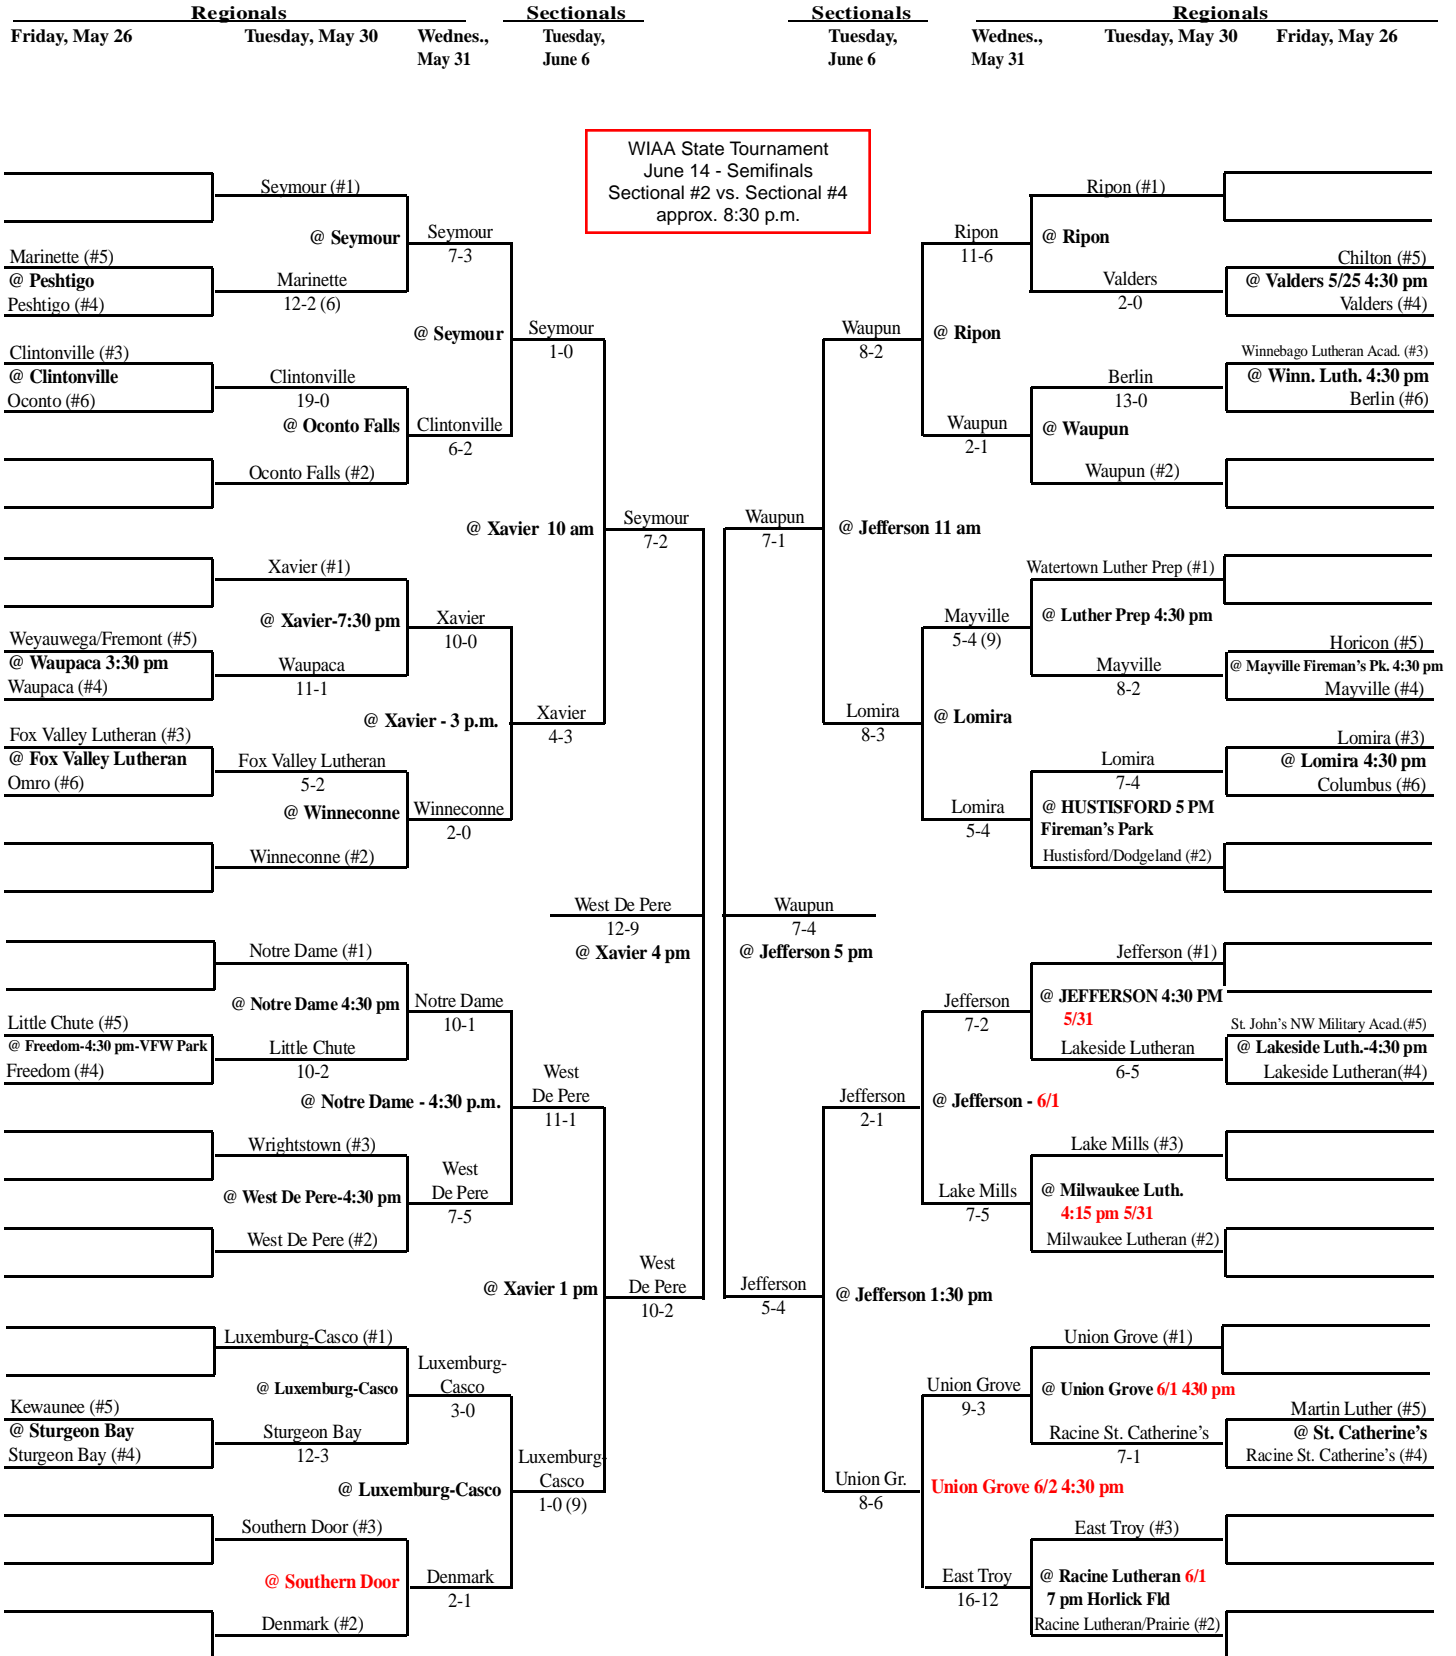 Regionals
Sectionals
Sectionals
Regionals
Friday, May 26
Tuesday, May 30
Wednes.,
May 31
Tuesday,
June 6
Tuesday,
June 6
Wednes.,
May 31
Tuesday, May 30
Friday, May 26
WIAA State Tournament
June 14 - Semifinals
Sectional #2 vs. Sectional #4
approx. 8:30 p.m.
Seymour (#1)
@ Seymour
Seymour
7-3
Marinette (#5)
@ Peshtigo
Peshtigo (#4)
Marinette
12-2 (6)
@ Seymour
Seymour
1-0
Clintonville (#3)
@ Clintonville
Oconto (#6)
Clintonville
19-0
@ Oconto Falls
Clintonville
6-2
Oconto Falls (#2)
@ Xavier  10 am
Seymour
7-2
Xavier (#1)
@ Xavier-7:30 pm
Xavier
10-0
Weyauwega/Fremont (#5)
@ Waupaca 3:30 pm
Waupaca (#4)
Waupaca
11-1
@ Xavier - 3 p.m.
Xavier
4-3
Fox Valley Lutheran (#3)
@ Fox Valley Lutheran
Omro (#6)
Fox Valley Lutheran
5-2
@ Winneconne
Winneconne
2-0
Winneconne (#2)
West De Pere
12-9
@ Xavier 4 pm
Notre Dame (#1)
@ Notre Dame 4:30 pm
Notre Dame
10-1
Little Chute (#5)
@ Freedom-4:30 pm-VFW Park
Freedom (#4)
Little Chute
10-2
@ Notre Dame - 4:30 p.m.
West
De Pere
11-1
Wrightstown (#3)
@ West De Pere-4:30 pm
West
De Pere
7-5
West De Pere (#2)
@ Xavier 1 pm
West
De Pere
10-2
Luxemburg-Casco (#1)
@ Luxemburg-Casco
Luxemburg-
Casco
3-0
Kewaunee (#5)
@ Sturgeon Bay
Sturgeon Bay (#4)
Sturgeon Bay
12-3
@ Luxemburg-Casco
Luxemburg-
Casco
1-0 (9)
Southern Door (#3)
@ Southern Door
Denmark
2-1
Denmark (#2)
Ripon (#1)
Ripon
11-6
@ Ripon
Chilton (#5)
@ Valders 5/25 4:30 pm
Valders (#4)
Valders
2-0
Waupun
8-2
@ Ripon
Winnebago Lutheran Acad. (#3)
@ Winn. Luth. 4:30 pm
Berlin (#6)
Berlin
13-0
Waupun
2-1
@ Waupun
Waupun (#2)
Waupun
7-1
@ Jefferson 11 am
Watertown Luther Prep (#1)
Mayville
5-4 (9)
@ Luther Prep 4:30 pm
Horicon (#5)
@ Mayville Fireman's Pk. 4:30 pm
Mayville (#4)
Mayville
8-2
Lomira
8-3
@ Lomira
Lomira (#3)
@ Lomira 4:30 pm
Columbus (#6)
Lomira
7-4
Lomira
5-4
@ HUSTISFORD 5 PM
Fireman's Park
Hustisford/Dodgeland (#2)
Waupun
7-4
@ Jefferson 5 pm
Jefferson (#1)
Jefferson
7-2
@ JEFFERSON 4:30 PM
5/31
St. John's NW Military Acad.(#5)
@ Lakeside Luth.-4:30 pm
Lakeside Lutheran(#4)
Lakeside Lutheran
6-5
Jefferson
2-1
@ Jefferson - 6/1
Lake Mills (#3)
Lake Mills
7-5
@ Milwaukee Luth.
4:15 pm 5/31
Milwaukee Lutheran (#2)
Jefferson
5-4
@ Jefferson 1:30 pm
Union Grove (#1)
Union Grove
9-3
@ Union Grove 6/1 430 pm
Martin Luther (#5)
@ St. Catherine's
Racine St. Catherine's (#4)
Racine St. Catherine's
7-1
Union Gr.
8-6
Union Grove 6/2 4:30 pm
East Troy (#3)
East Troy
16-12
@ Racine Lutheran 6/1
7 pm Horlick Fld
Racine Lutheran/Prairie (#2)